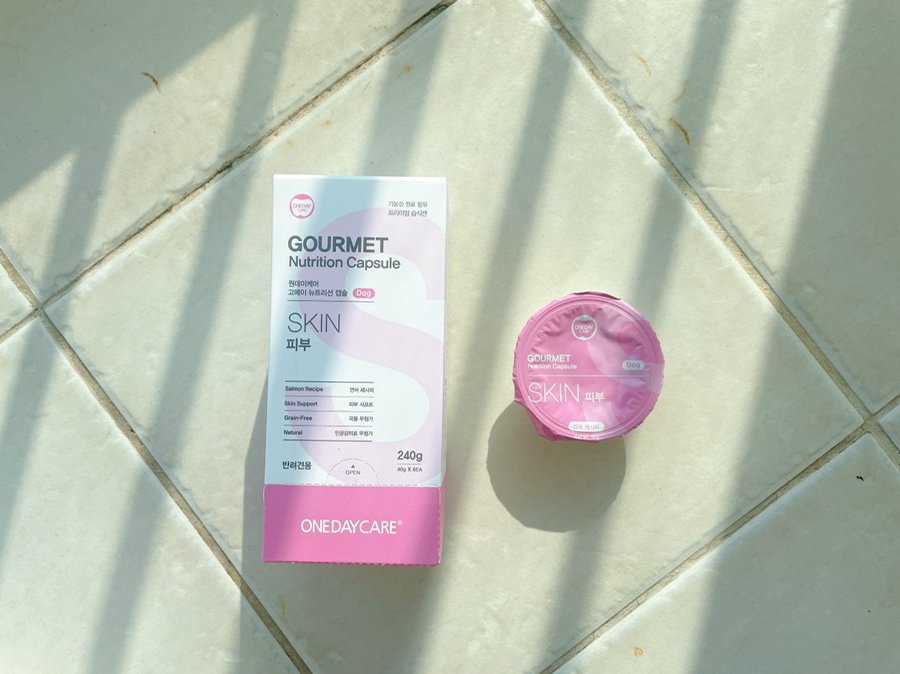 ONEDAY
CARE
기능성 원료 함유
프리미엄 습식캔
GOURMET
Nutrition Capsule
원데이케어
고메이 뉴트리션 캡슐 Dog
SKIN
피부
Salmon Recipe 연어 레시피
Skin Support 피부 서포트
Grain-Free 곡물 무첨가
Natural 인공감미료 무첨가
반려견용
OPEN
240g
40g X 6EA
ONEDAYCARE®
ONEDAY
CARE
GOURMET
Nutrition Capsule
Dog
SKIN 피부
연어 레시피